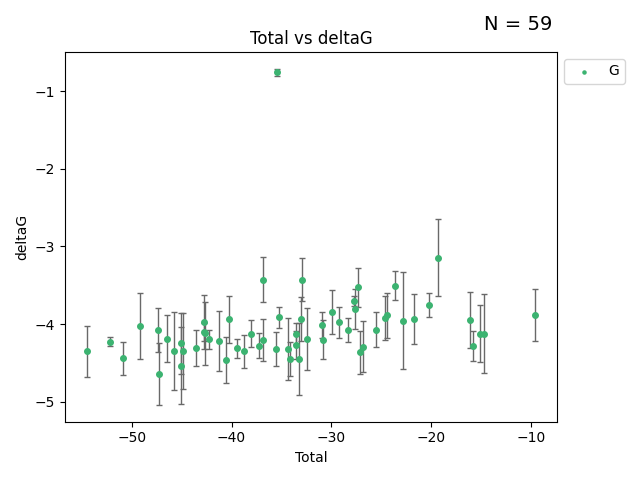 N = 59
Total vs deltaG
G
deltaG
−1
−2
−3
−4
−5
−50 −40 −30 −20 −10
Total